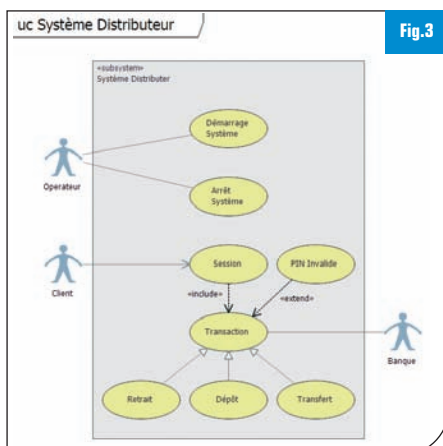 uc Système Distributeur
Fig.3
«subsystem»
Système Distributer
Démarrage
Système
Operateur
Arrêt
Système
Session
PIN Invalide
Client
«include»
«extend»
Transaction
Banque
Retrait
Dépôt
Transfert